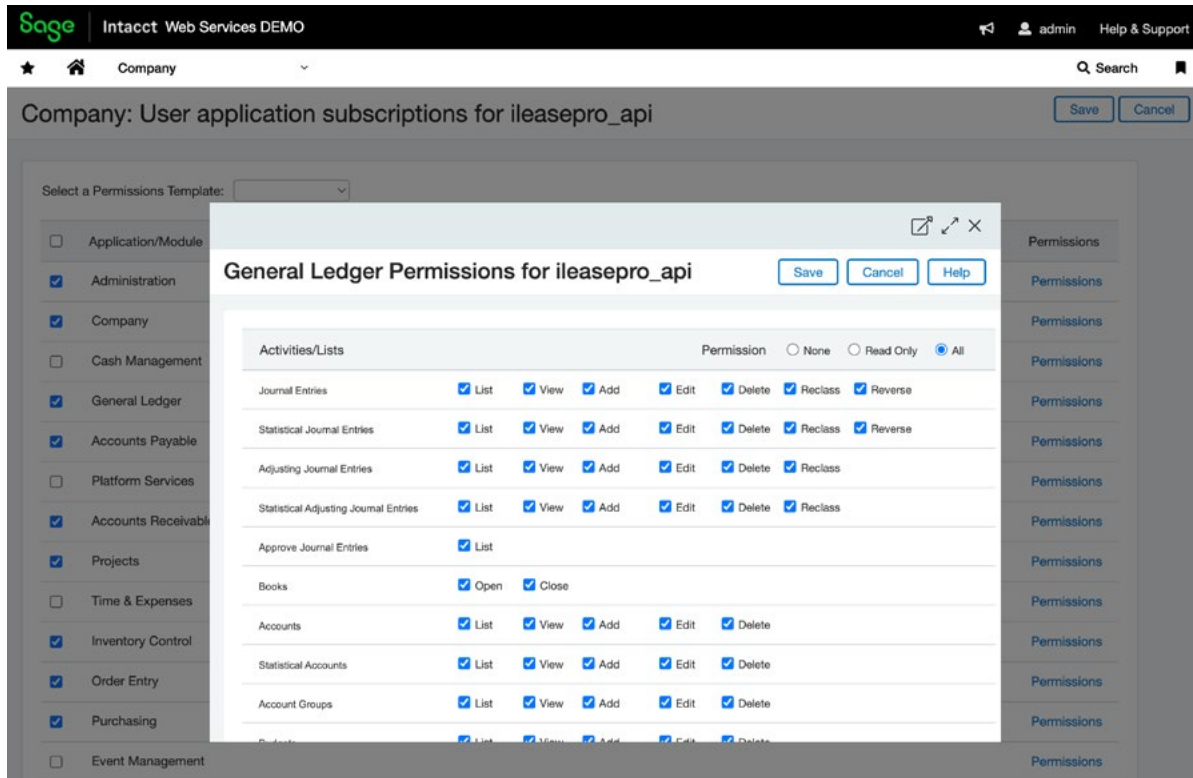 Sage Intacct Web Services DEMO admin Help & Support
Company Search
Company: User application subscriptions for ileasepro_api Save Cancel
Select a Permissions Template:
Application/Module Permissions
Administration Permissions
Company Permissions
Cash Management Permissions
General Ledger Permissions
Accounts Payable Permissions
Platform Services Permissions
Accounts Receivable Permissions
Projects Permissions
Time & Expenses Permissions
Inventory Control Permissions
Order Entry Permissions
Purchasing Permissions
Event Management Permissions
General Ledger Permissions for ileasepro_api Save Cancel Help
Activities/Lists Permission None Read Only All
Journal Entries List View Add Edit Delete Reclass Reverse
Statistical Journal Entries List View Add Edit Delete Reclass Reverse
Adjusting Journal Entries List View Add Edit Delete Reclass
Statistical Adjusting Journal Entries List View Add Edit Delete Reclass
Approve Journal Entries List
Books Open Close
Accounts List View Add Edit Delete
Statistical Accounts List View Add Edit Delete
Account Groups List View Add Edit Delete